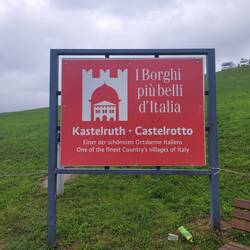 I Borghi
più belli
d'Italia
Kastelruth · Castelrotto
Einer der schönsten Ortskerne Italiens
One of the finest Country's villages of Italy